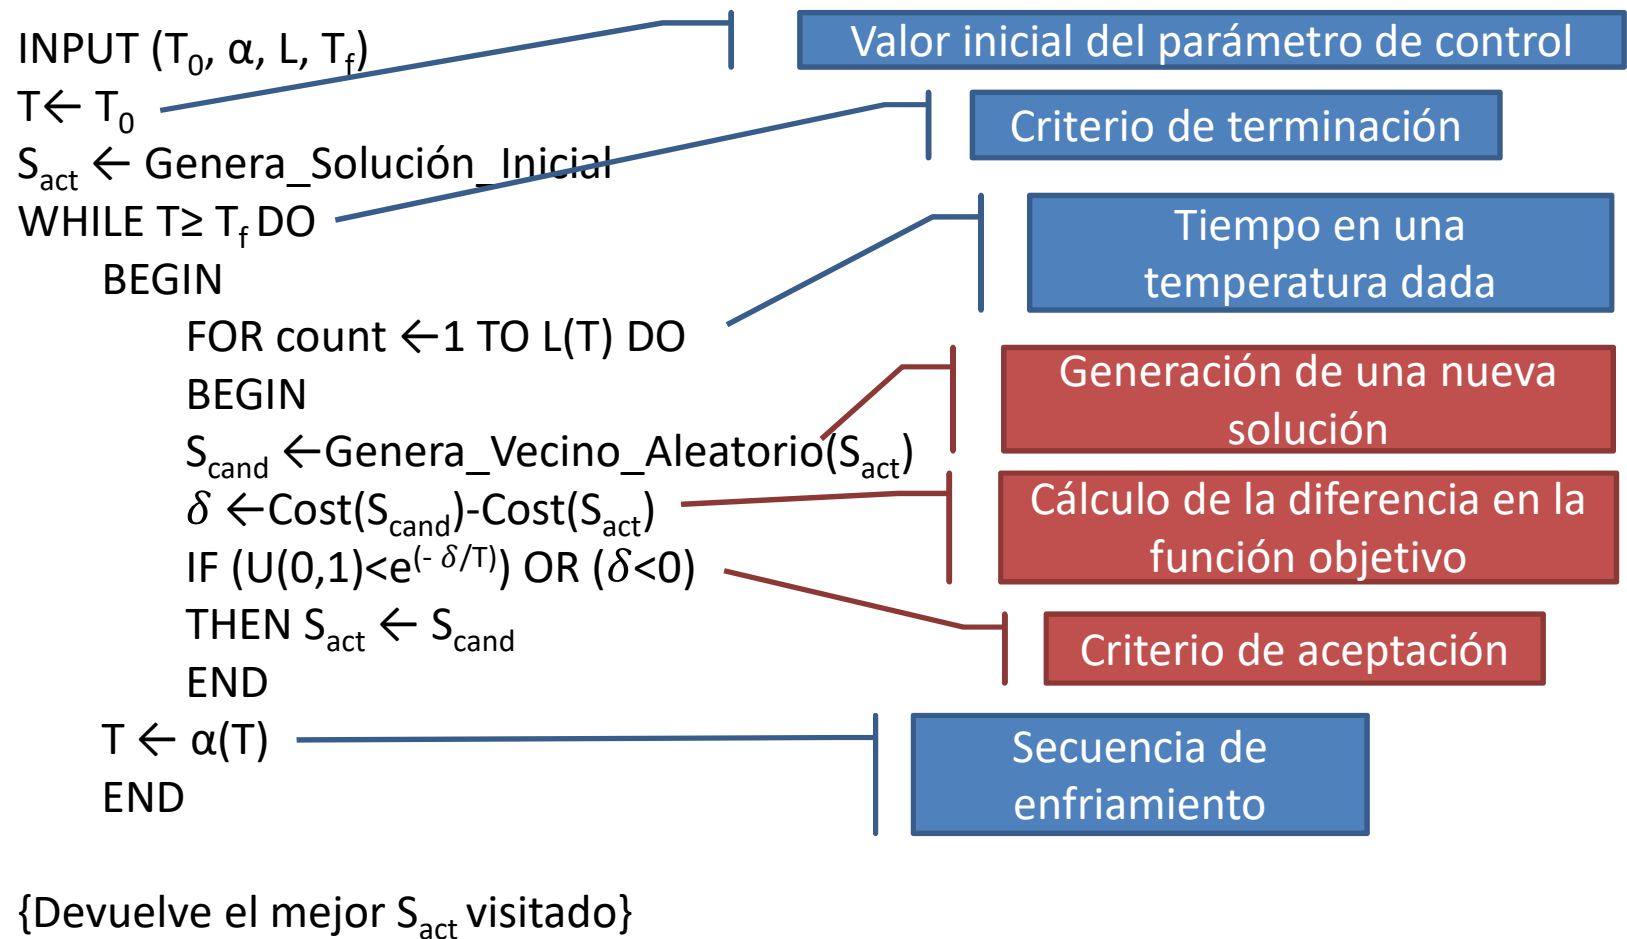 INPUT (T0, α, L, Tf)
Valor inicial del parámetro de control
T← T0
Criterio de terminación
Sact ← Genera_Solución_Inicial
WHILE T≥ Tf DO
Tiempo en una
temperatura dada
BEGIN
FOR count ←1 TO L(T) DO
BEGIN
Generación de una nueva
solución
Scand ←Genera_Vecino_Aleatorio(Sact)
δ ←Cost(Scand)-Cost(Sact)
Cálculo de la diferencia en la
función objetivo
IF (U(0,1)<e^(- δ/T)) OR (δ<0)
THEN Sact ← Scand
Criterio de aceptación
END
T ← α(T)
Secuencia de
enfriamiento
END
{Devuelve el mejor Sact visitado}